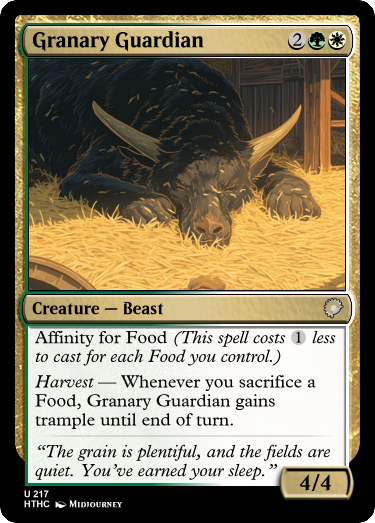 Granary Guardian 2
Creature — Beast
Affinity for Food (This spell costs 1 less
to cast for each Food you control.)
Harvest — Whenever you sacrifice a
Food, Granary Guardian gains
trample until end of turn.
“The grain is plentiful, and the fields are
quiet. You’ve earned your sleep.”
4/4
U 217
HTHC Midjourney